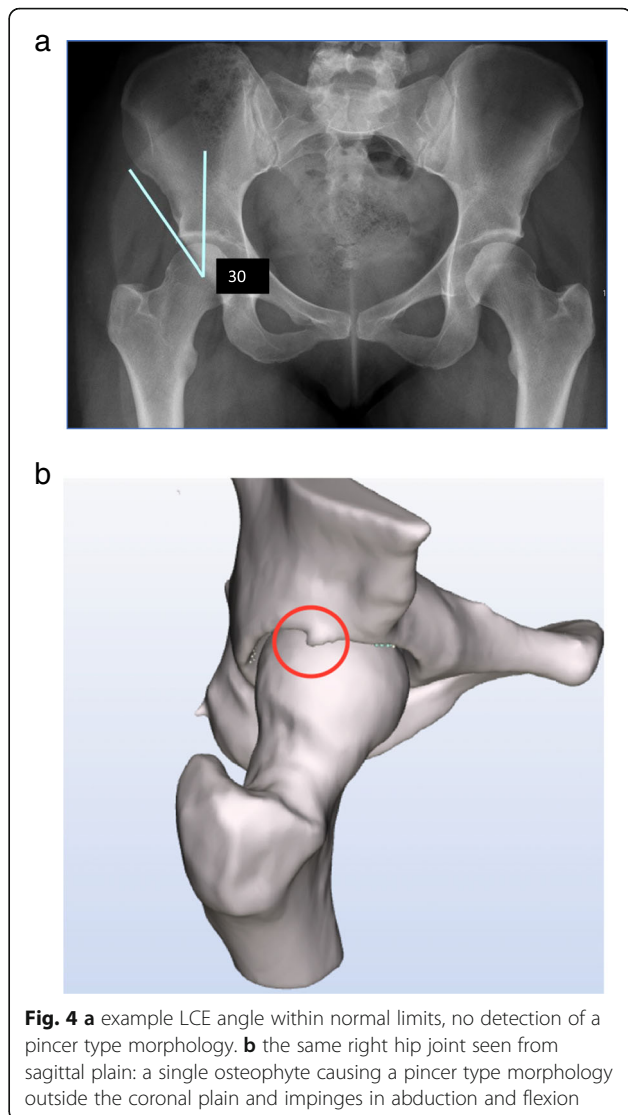 a
30
b
Fig. 4 a example LCE angle within normal limits, no detection of a
pincer type morphology. b the same right hip joint seen from
sagittal plain: a single osteophyte causing a pincer type morphology
outside the coronal plain and impinges in abduction and flexion